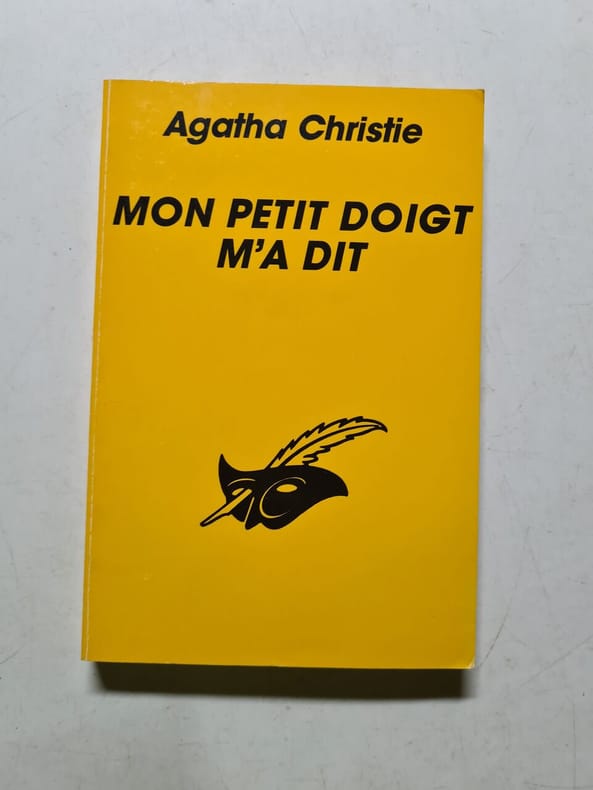 Agatha Christie
MON PETIT DOIGT
M'A DIT